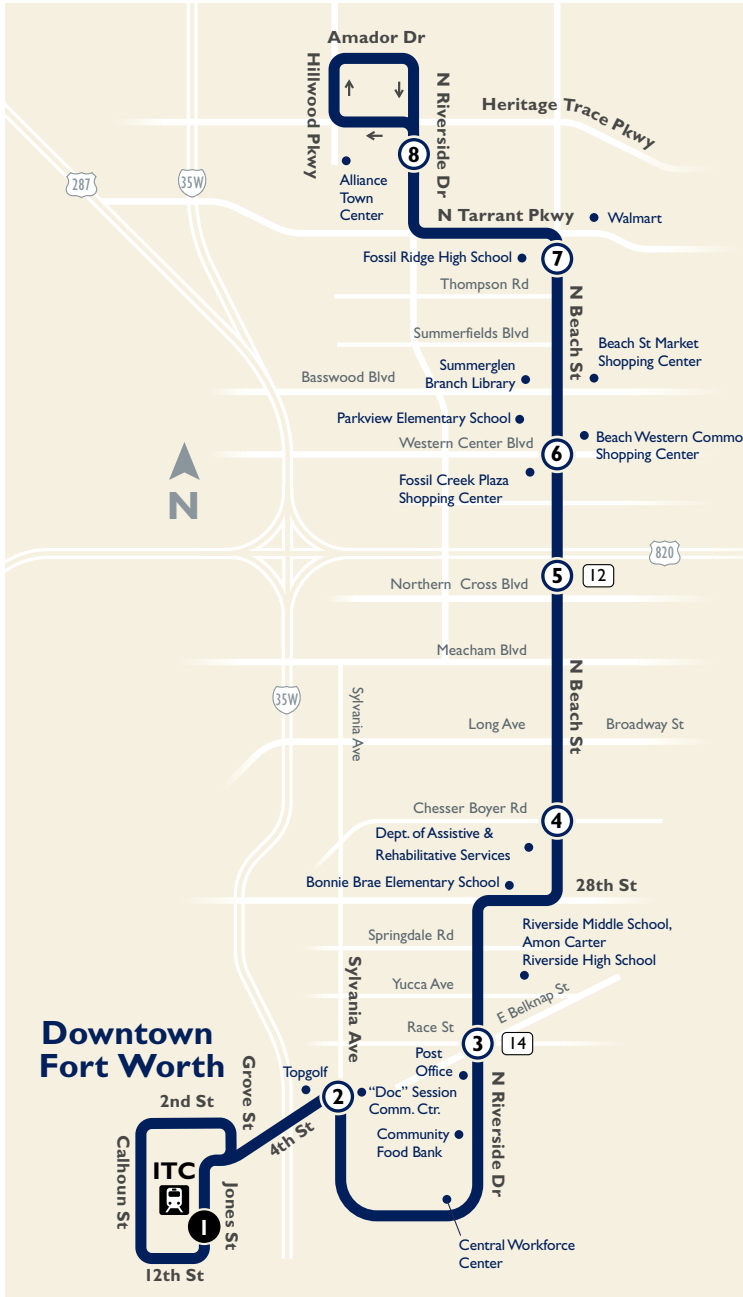 Amador Dr
Hillwood Pkwy
N Riverside Dr
Heritage Trace Pkwy
8
287
35W
Alliance
Town
Center
N Tarrant Pkwy
Walmart
Fossil Ridge High School
7
Thompson Rd
N Beach St
Summerfields Blvd
Beach St Market
Shopping Center
Summerglen
Branch Library
Basswood Blvd
Parkview Elementary School
Beach Western Commo
Shopping Center
Western Center Blvd
6
Fossil Creek Plaza
Shopping Center
N
820
5
12
Northern Cross Blvd
Meacham Blvd
N Beach St
35W
Sylvania Ave
Long Ave
Broadway St
Chesser Boyer Rd
4
Dept. of Assistive &
Rehabilitative Services
Bonnie Brae Elementary School
28th St
Riverside Middle School,
Amon Carter
Riverside High School
Springdale Rd
Sylvania Ave
Yucca Ave
E Belknap St
Race St
3
14
Downtown
Fort Worth
Post
Office
Grove St
Topgolf
2
“Doc” Session
Comm. Ctr.
N Riverside Dr
2nd St
4th St
Community
Food Bank
Calhoun St
ITC
Jones St
1
12th St
Central Workforce
Center